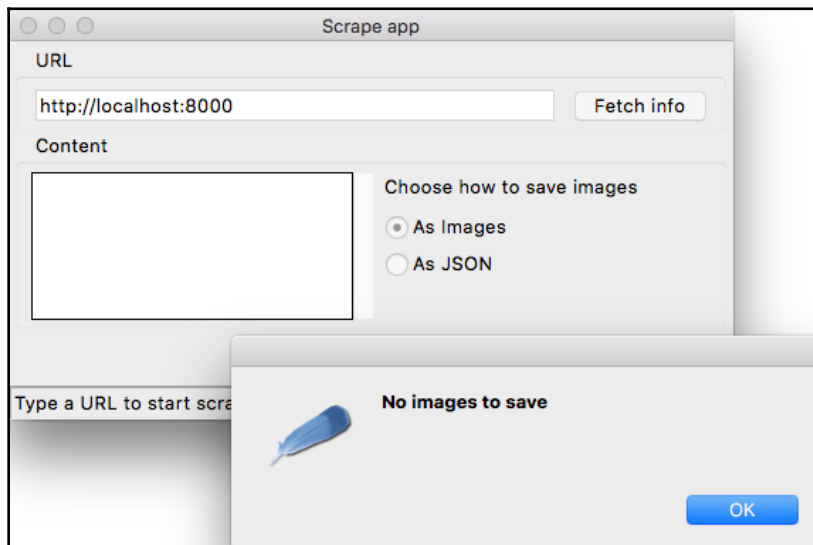 Scrape app
URL
http://localhost:8000
Fetch info
Content
Choose how to save images
As Images
As JSON
Type a URL to start scra
No images to save
OK